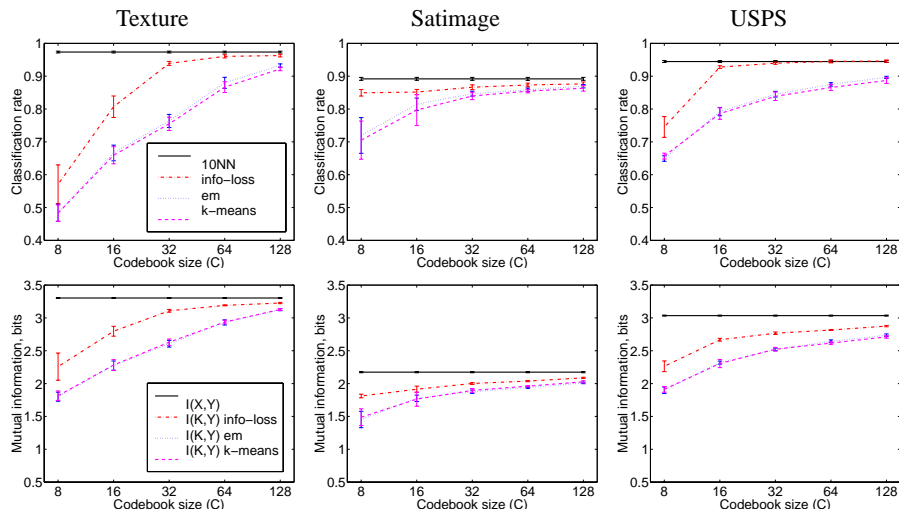 Texture
Satimage
USPS
Classification rate
1
0.9
0.8
0.7
0.6
0.5
0.4
8 16 32 64 128
Codebook size (C)
10NN
info-loss
em
k-means
Classification rate
1
0.9
0.8
0.7
0.6
0.5
0.4
8 16 32 64 128
Codebook size (C)
Classification rate
1
0.9
0.8
0.7
0.6
0.5
0.4
8 16 32 64 128
Codebook size (C)
Mutual information, bits
3.5
3
2.5
2
1.5
1
0.5
8 16 32 64 128
Codebook size (C)
I(X,Y)
I(K,Y) info-loss
I(K,Y) em
I(K,Y) k-means
Mutual information, bits
3.5
3
2.5
2
1.5
1
0.5
8 16 32 64 128
Codebook size (C)
Mutual information, bits
3.5
3
2.5
2
1.5
1
0.5
8 16 32 64 128
Codebook size (C)